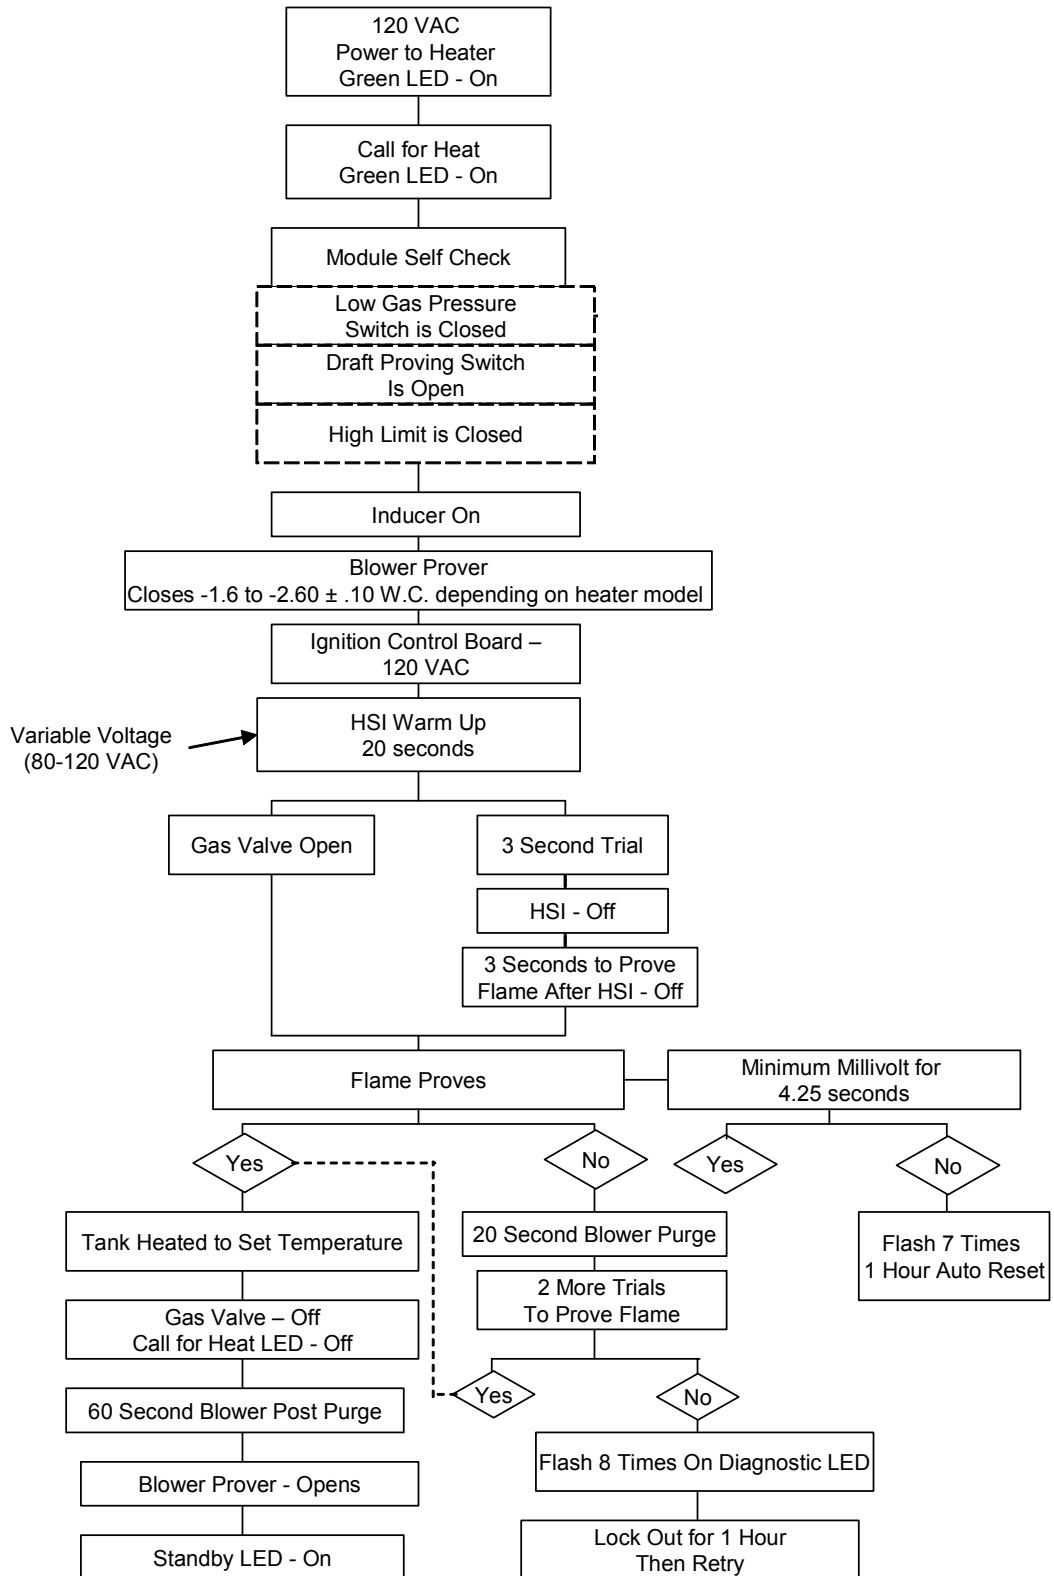 120 VAC
Power to Heater
Green LED - On
Call for Heat
Green LED - On
Module Self Check
Low Gas Pressure
Switch is Closed
Draft Proving Switch
Is Open
High Limit is Closed
Inducer On
Blower Prover
Closes -1.6 to -2.60 ± .10 W.C. depending on heater model
Ignition Control Board –
120 VAC
Variable Voltage
(80-120 VAC)
HSI Warm Up
20 seconds
Gas Valve Open
3 Second Trial
HSI - Off
3 Seconds to Prove
Flame After HSI - Off
Flame Proves
Minimum Millivolt for
4.25 seconds
Yes
No
Yes
No
Tank Heated to Set Temperature
20 Second Blower Purge
Flash 7 Times
1 Hour Auto Reset
2 More Trials
To Prove Flame
Gas Valve – Off
Call for Heat LED - Off
Yes
No
60 Second Blower Post Purge
Flash 8 Times On Diagnostic LED
Blower Prover - Opens
Lock Out for 1 Hour
Then Retry
Standby LED - On